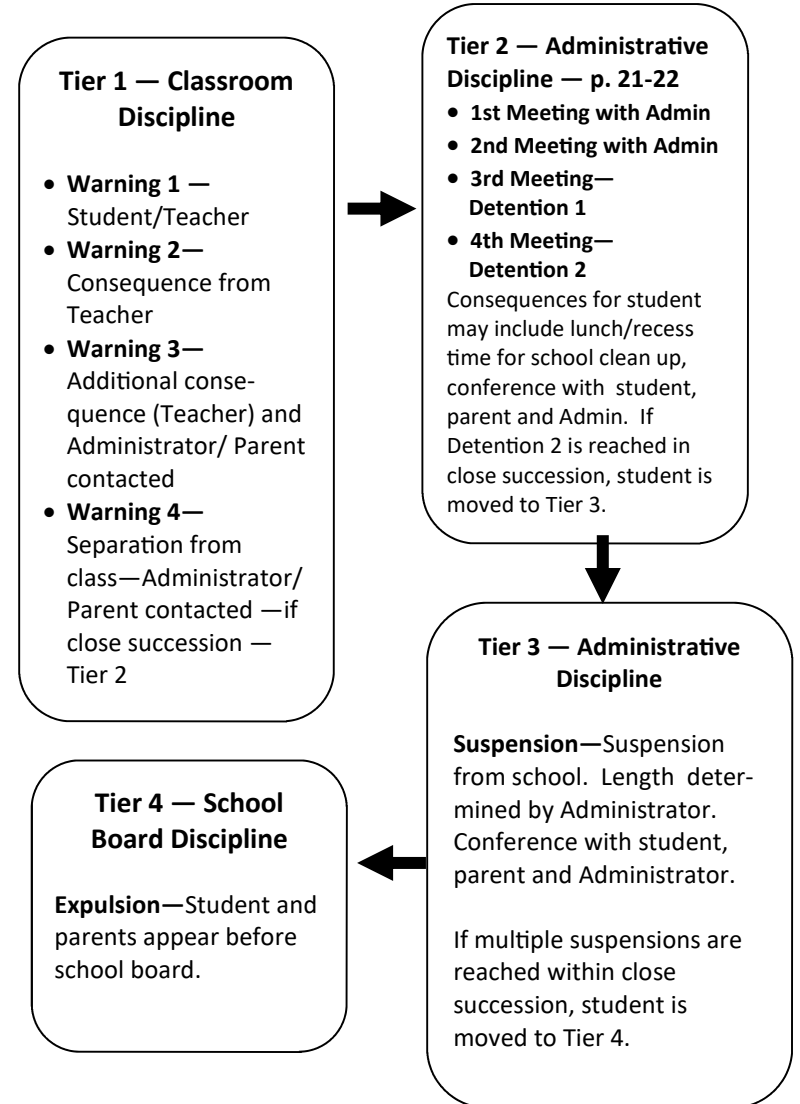 Tier 1 — Classroom
Discipline
• Warning 1 —
Student/Teacher
• Warning 2—
Consequence from
Teacher
• Warning 3—
Additional conse-
quence (Teacher) and
Administrator/ Parent
contacted
• Warning 4—
Separation from
class—Administrator/
Parent contacted —if
close succession —
Tier 2
Tier 2 — Administrative
Discipline — p. 21-22
• 1st Meeting with Admin
• 2nd Meeting with Admin
• 3rd Meeting—
Detention 1
• 4th Meeting—
Detention 2
Consequences for student
may include lunch/recess
time for school clean up,
conference with student,
parent and Admin. If
Detention 2 is reached in
close succession, student is
moved to Tier 3.
Tier 3 — Administrative
Discipline
Suspension—Suspension
from school. Length deter-
mined by Administrator.
Conference with student,
parent and Administrator.
If multiple suspensions are
reached within close
succession, student is
moved to Tier 4.
Tier 4 — School
Board Discipline
Expulsion—Student and
parents appear before
school board.